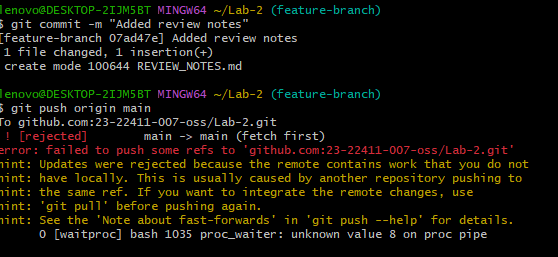 lenovo@DESKTOP-2IJM5BT MINGW64 ~/Lab-2 (feature-branch)
$ git commit -m "Added review notes"
[feature-branch 07ad47e] Added review notes
1 file changed, 1 insertion(+)
create mode 100644 REVIEW_NOTES.md
lenovo@DESKTOP-2IJM5BT MINGW64 ~/Lab-2 (feature-branch)
$ git push origin main
To github.com:23-22411-007-oss/Lab-2.git
! [rejected] main -> main (fetch first)
error: failed to push some refs to 'github.com:23-22411-007-oss/Lab-2.git'
hint: Updates were rejected because the remote contains work that you do not
hint: have locally. This is usually caused by another repository pushing to
hint: the same ref. If you want to integrate the remote changes, use
hint: 'git pull' before pushing again.
hint: See the 'Note about fast-forwards' in 'git push --help' for details.
0 [waitproc] bash 1035 proc_waiter: unknown value 8 on proc pipe